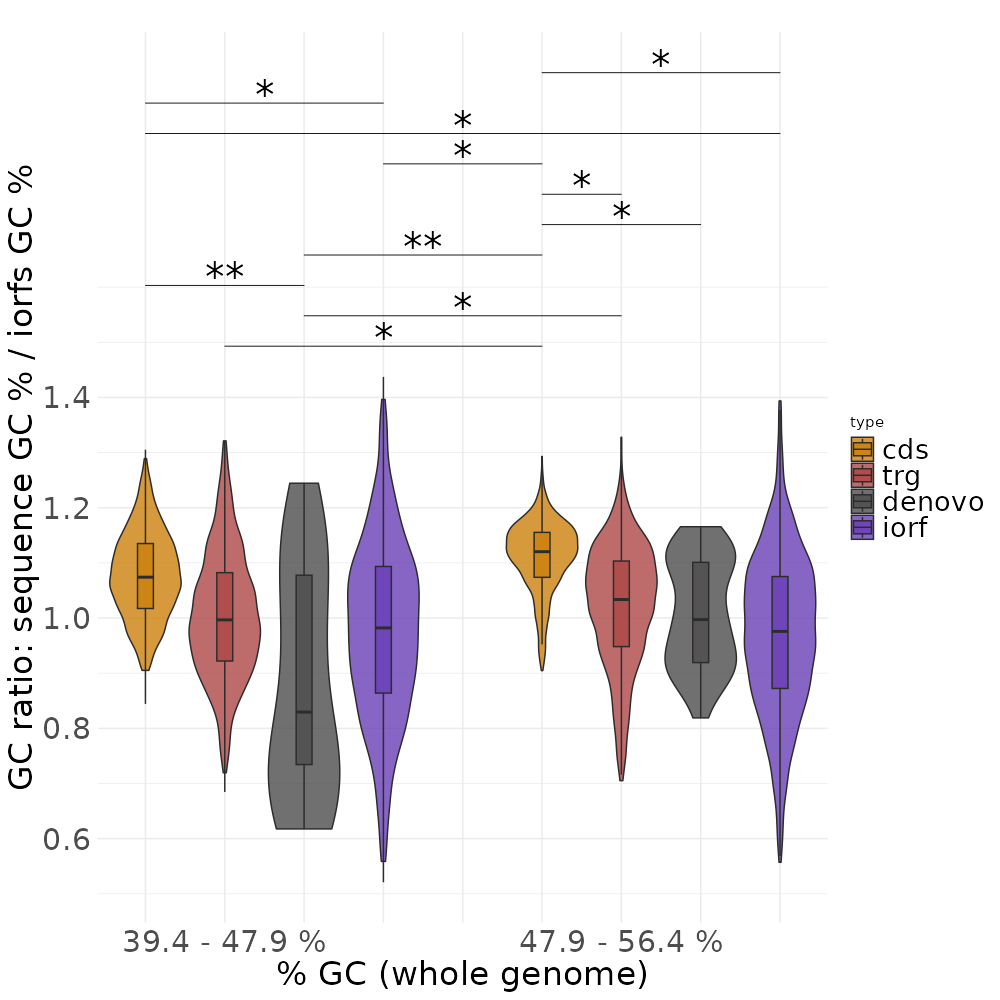 *
*
*
*
*
*
**
**
*
*
GC ratio: sequence GC % / iorfs GC %
1.4
1.2
1.0
0.8
0.6
39.4 - 47.9 %
47.9 - 56.4 %
% GC (whole genome)
type
cds
trg
denovo
iorf